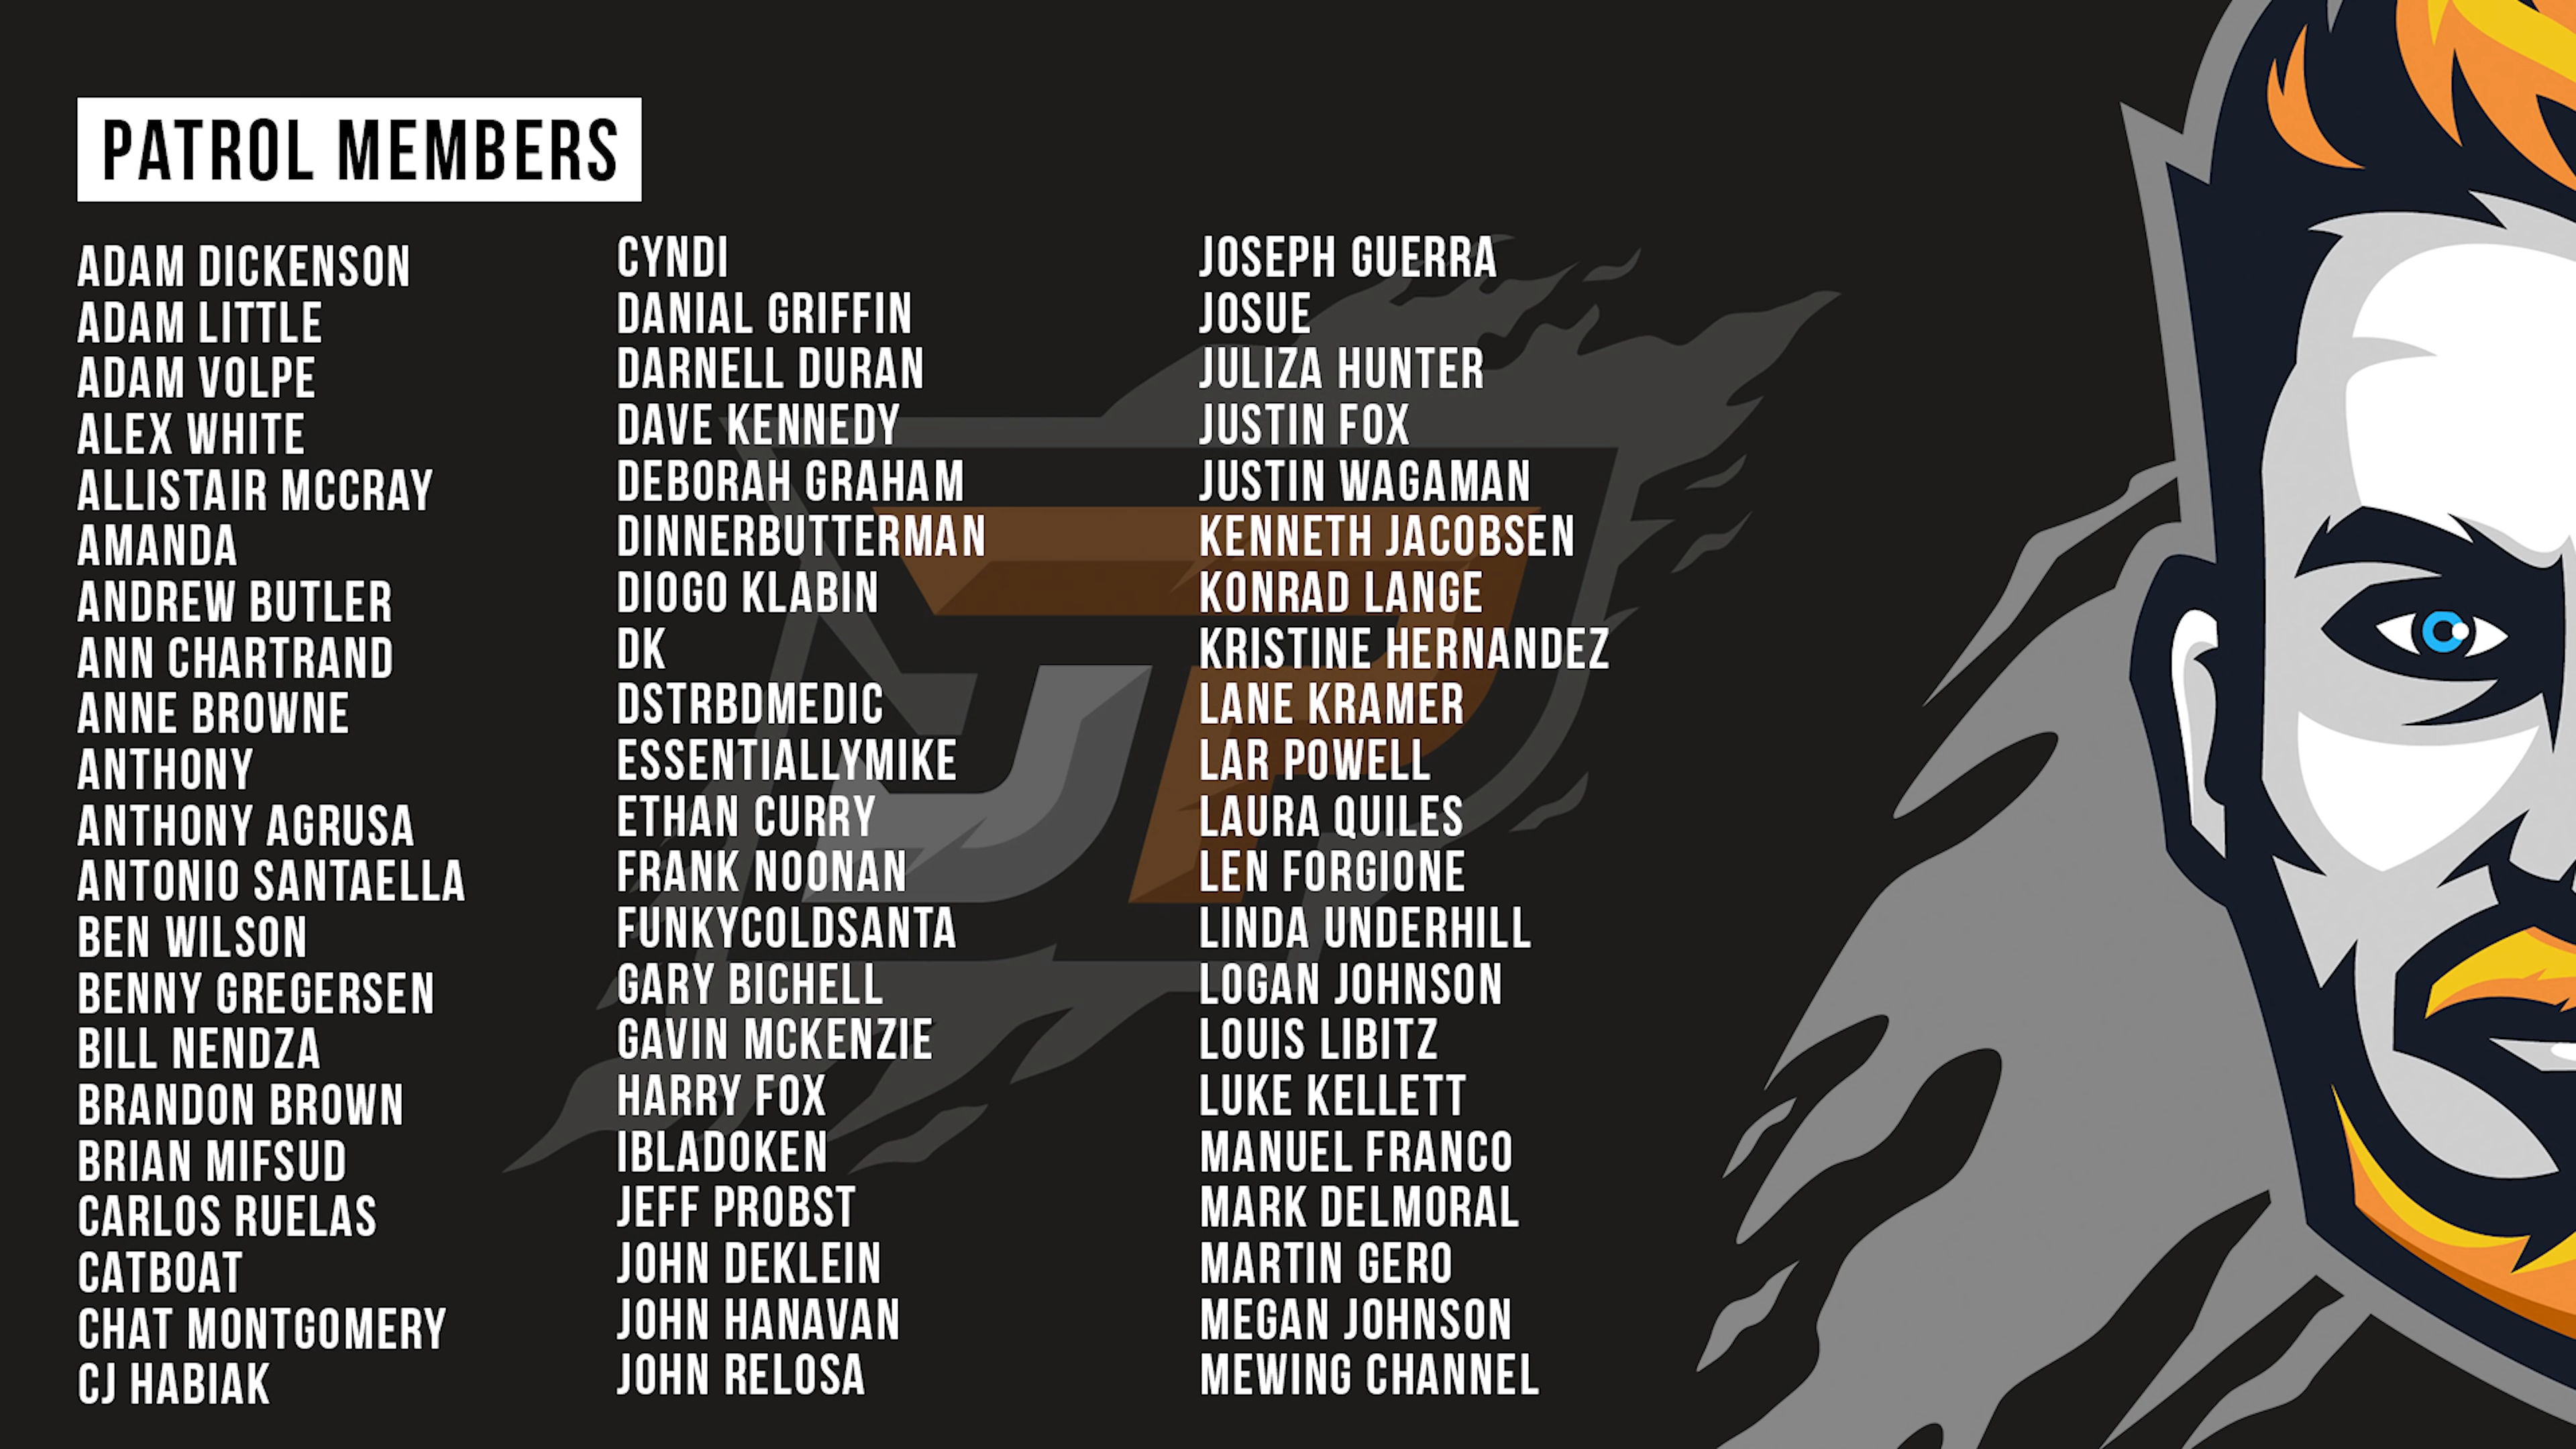 PATROL MEMBERS
ADAM DICKENSON
ADAM LITTLE
ADAM VOLPE
ALEX WHITE
ALLISTAIR MCCRAY
AMANDA
ANDREW BUTLER
ANN CHARTRAND
ANNE BROWNE
ANTHONY
ANTHONY AGRUSA
ANTONIO SANTAELLA
BEN WILSON
BENNY GREGERSEN
BILL NENDZA
BRANDON BROWN
BRIAN MIFSUD
CARLOS RUELAS
CATBOAT
CHAT MONTGOMERY
CJ HABIAK
CYNDI
DANIAL GRIFFIN
DARNELL DURAN
DAVE KENNEDY
DEBORAH GRAHAM
DINNERBUTTERMAN
DIOGO KLABIN
DK
DSTRBDMEDIC
ESSENTIALLYMIKE
ETHAN CURRY
FRANK NOONAN
FUNKYCOLDSANTA
GARY BICHELL
GAVIN MCKENZIE
HARRY FOX
IBLADOKEN
JEFF PROBST
JOHN DEKLEIN
JOHN HANAVAN
JOHN RELOSA
JOSEPH GUERRA
JOSUE
JULIZA HUNTER
JUSTIN FOX
JUSTIN WAGAMAN
KENNETH JACOBSEN
KONRAD LANGE
KRISTINE HERNANDEZ
LANE KRAMER
LAR POWELL
LAURA QUILES
LEN FORGIONE
LINDA UNDERHILL
LOGAN JOHNSON
LOUIS LIBITZ
LUKE KELLETT
MANUEL FRANCO
MARK DELMORAL
MARTIN GERO
MEGAN JOHNSON
MEWING CHANNEL
JP